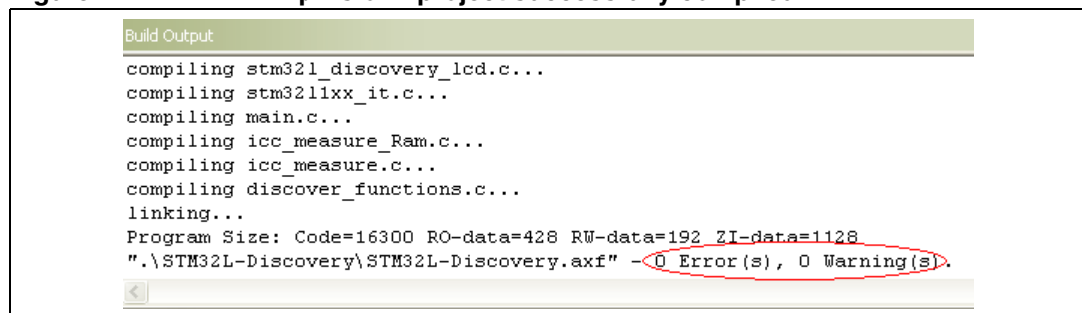 Build Output
compiling stm32l_discovery_lcd.c...
compiling stm32l1xx_it.c...
compiling main.c...
compiling icc_measure_Ram.c...
compiling icc_measure.c...
compiling discover_functions.c...
linking...
Program Size: Code=16300 RO-data=428 RW-data=192 ZI-data=1128
".\STM32L-Discovery\STM32L-Discovery.axf" - 0 Error(s), 0 Warning(s).